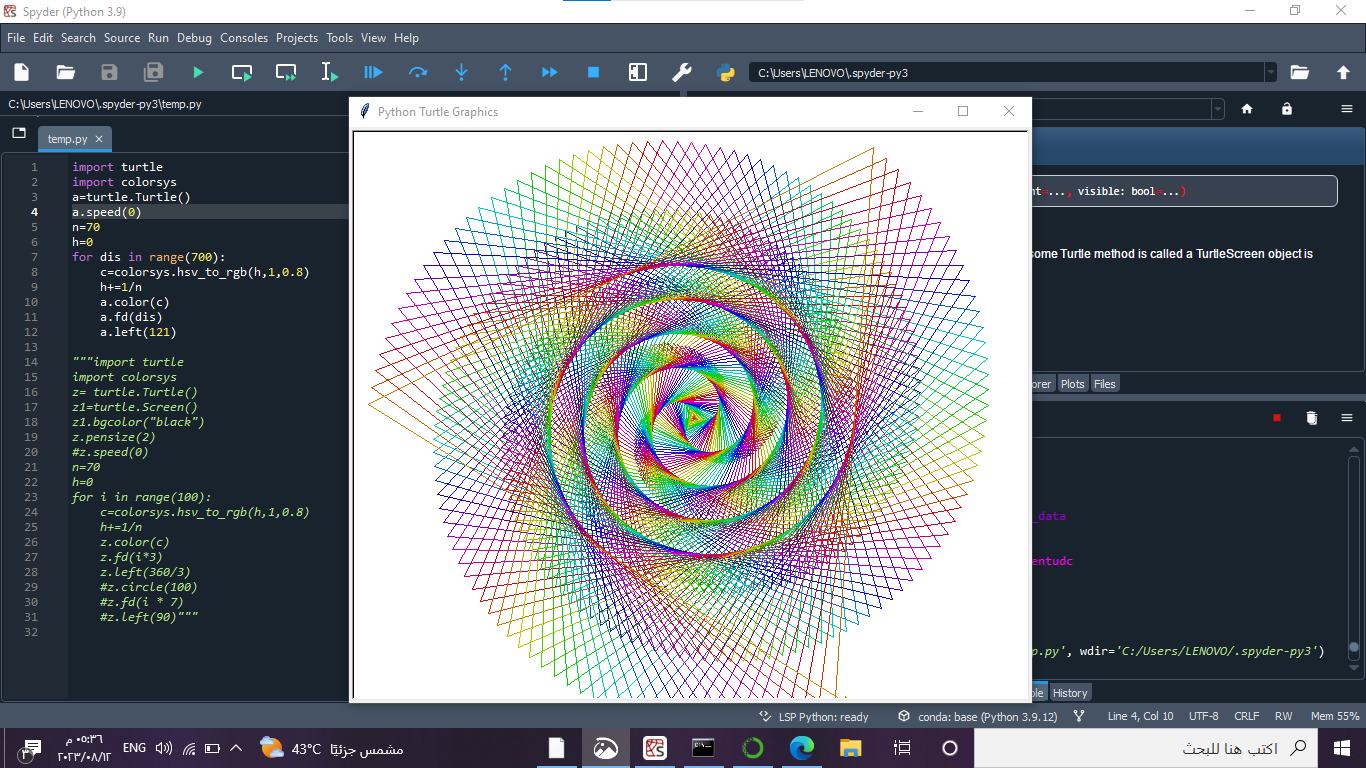 Spyder (Python 3.9)
File Edit Search Source Run Debug Consoles Projects Tools View Help
C:\Users\LENOVO\.spyder-py3
C:\Users\LENOVO\.spyder-py3\temp.py
Python Turtle Graphics
temp.py
1 import turtle
2 import colorsys
3 a=turtle.Turtle()
4 a.speed(0)
5 n=70
6 h=0
7 for dis in range(700):
8 c=colorsys.hsv_to_rgb(h,1,0.8)
9 h+=1/n
10 a.color(c)
11 a.fd(dis)
12 a.left(121)
13
14 """import turtle
15 import colorsys
16 z= turtle.Turtle()
17 z1=turtle.Screen()
18 z1.bgcolor("black")
19 z.pensize(2)
20 #z.speed(0)
21 n=70
22 h=0
23 for i in range(100):
24 c=colorsys.hsv_to_rgb(h,1,0.8)
25 h+=1/n
26 z.color(c)
27 z.fd(i*3)
28 z.left(360/3)
29 #z.circle(100)
30 #z.fd(i * 7)
31 #z.left(90)"""
32
nt=..., visible: bool=...)
some Turtle method is called a TurtleScreen object is
orer Plots Files
_data
entudc
p.py', wdir='C:/Users/LENOVO/.spyder-py3')
ole History
LSP Python: ready conda: base (Python 3.9.12) Line 4, Col 10 UTF-8 CRLF RW Mem 55%
٠٥:٣٦ م
٢٠٢٣/٠٨/١٢
٣
ENG
43°C مشمس جزئيًا
اكتب هنا للبحث